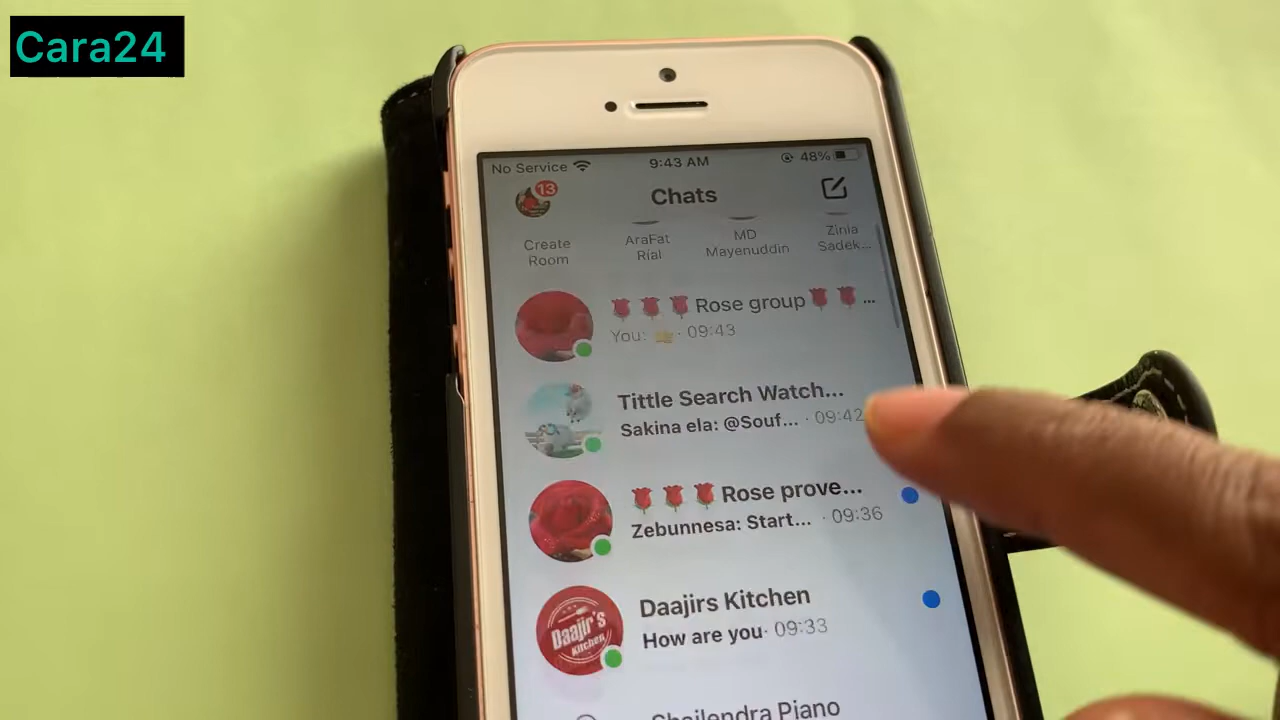 Cara24
No Service 9:43 AM 48%
13
Chats
Create
Room
AraFat
Rial
MD
Mayenuddin
Zinia
Sadek...
🌹🌹🌹Rose group🌹🌹...
You: · 09:43
Tittle Search Watch...
Sakina ela: @Souf... · 09:42
🌹🌹🌹Rose prove...
Zebunnesa: Start... · 09:36
Daajir's
Kitchen
Daajirs Kitchen
How are you · 09:33
Shailendra Piano